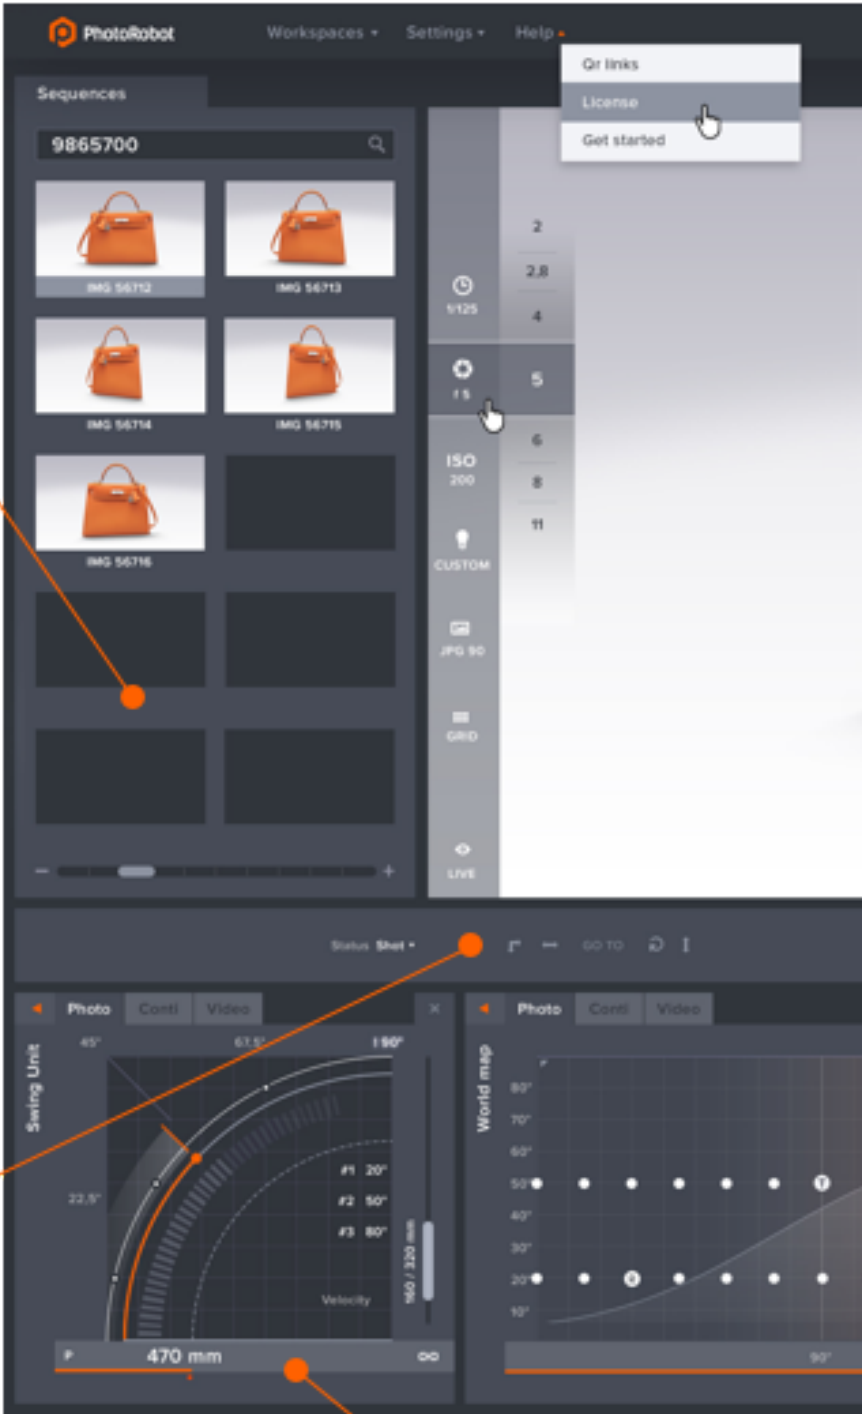 PhotoRobot
Workspaces
Settings
Help
Qr links
License
Get started
Sequences
9865700
IMG 56712
IMG 56713
IMG 56714
IMG 56715
IMG 56716
1/125
f 5
ISO
200
CUSTOM
JPG 90
GRID
LIVE
2
2,8
4
5
6
8
11
Status Shot
GO TO
Photo Conti Video
Swing Unit
45°
67,5°
90°
22,5°
#1 20°
#2 50°
#3 80°
Velocity
160 / 320 mm
P
470 mm
Photo Conti Video
World map
P
80°
70°
60°
50°
T
40°
30°
20°
10°
90°